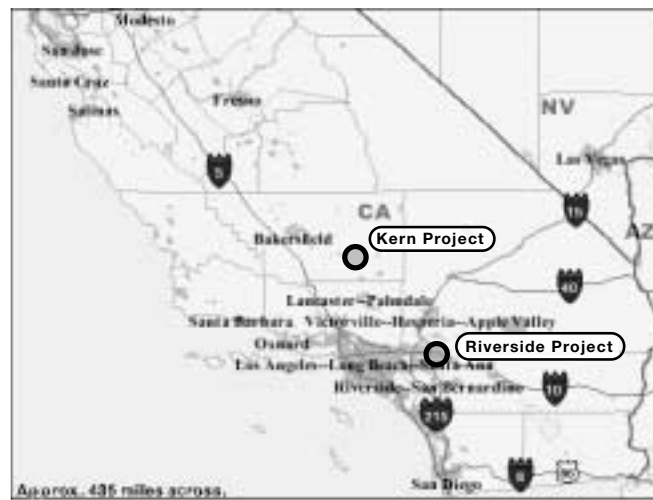 Modesto
San Jose
Santa Cruz
Salinas
Fresno
NV
Las Vegas
5
CA
15
AZ
Bakersfield
Kern Project
40
Lancaster--Palmdale
Santa Barbara Victorville--Hesperia--Apple Valley
Oxnard
Riverside Project
Los Angeles--Long Beach--Santa Ana
Riverside--San Bernardino
10
215
San Diego
8
Approx. 435 miles across.